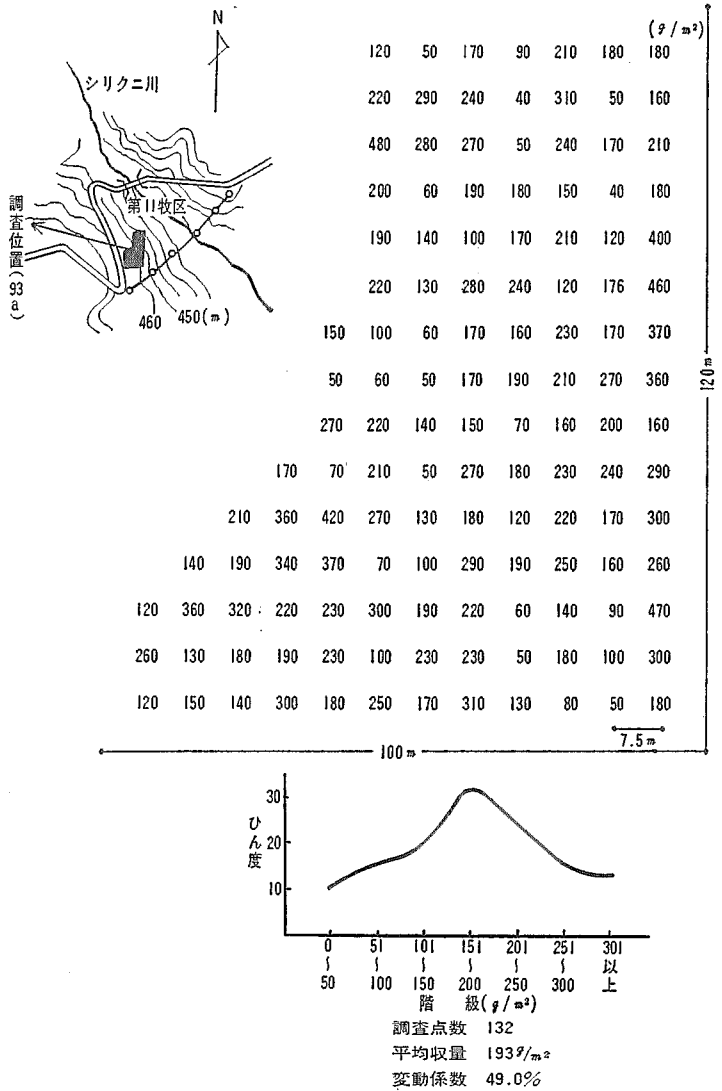 N
シリクニ川
第11牧区
調査位置(93a)
460 450(m)
(g/m²)
120 50 170 90 210 180 180
220 290 240 40 310 50 160
480 280 270 50 240 170 210
200 60 190 180 150 40 180
190 140 100 170 210 120 400
220 130 280 240 120 176 460
150 100 60 170 160 230 170 370
50 60 50 170 190 210 270 360
270 220 140 150 70 160 200 160
170 70 210 50 270 180 230 240 290
210 360 420 270 130 180 120 220 170 300
140 190 340 370 70 100 290 190 250 160 260
120 360 320 220 230 300 190 220 60 140 90 470
260 130 180 190 230 100 230 230 50 180 100 300
120 150 140 300 180 250 170 310 130 80 50 180
7.5m
120m
100m
ひん度
30
20
10
0 51 101 151 201 251 301
〜 〜 〜 〜 〜 〜 以
50 100 150 200 250 300 上
階 級(g/m²)
調査点数 132
平均収量 193g/m²
変動係数 49.0%